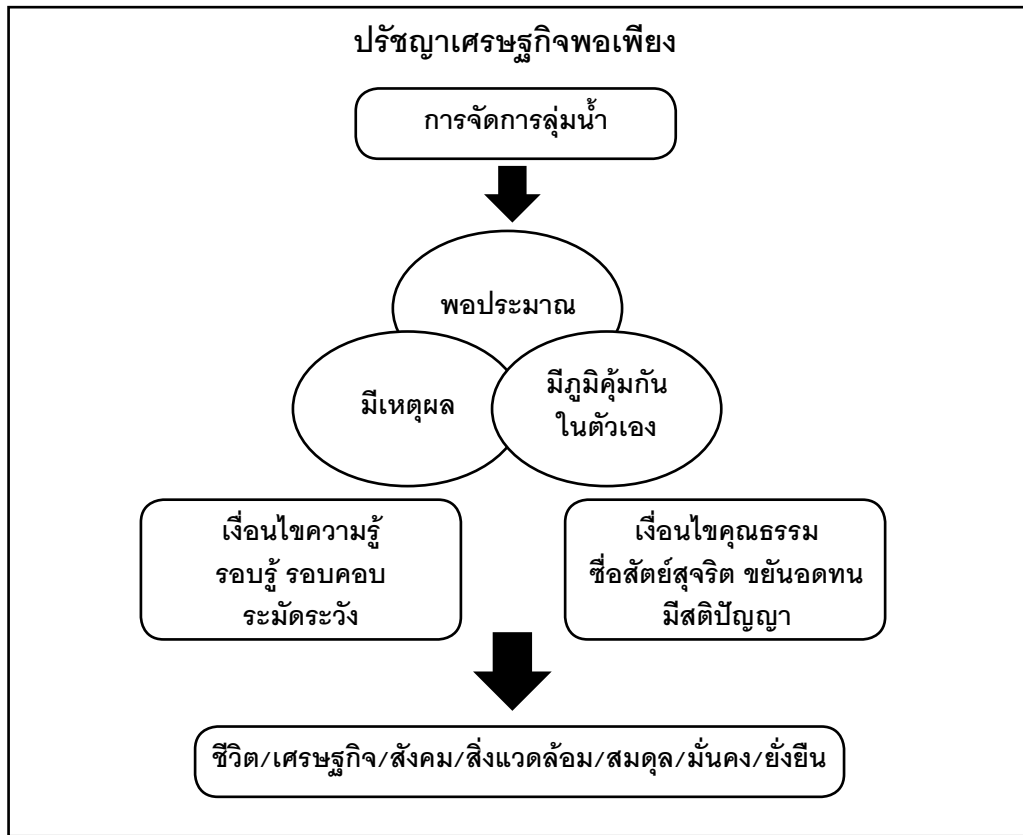 ปรัชญาเศรษฐกิจพอเพียง
การจัดการลุ่มน้ำ
พอประมาณ
มีเหตุผล
มีภูมิคุ้มกัน
ในตัวเอง
เงื่อนไขความรู้
รอบรู้ รอบคอบ
ระมัดระวัง
เงื่อนไขคุณธรรม
ซื่อสัตย์สุจริต ขยันอดทน
มีสติปัญญา
ชีวิต/เศรษฐกิจ/สังคม/สิ่งแวดล้อม/สมดุล/มั่นคง/ยั่งยืน